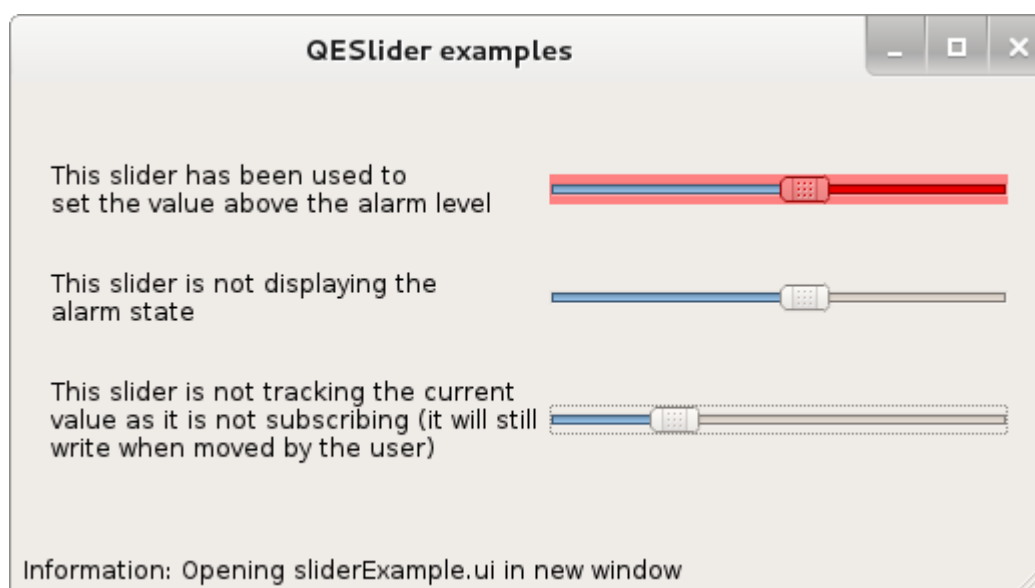 QESlider examples
This slider has been used to
set the value above the alarm level
This slider is not displaying the
alarm state
This slider is not tracking the current
value as it is not subscribing (it will still
write when moved by the user)
Information: Opening sliderExample.ui in new window